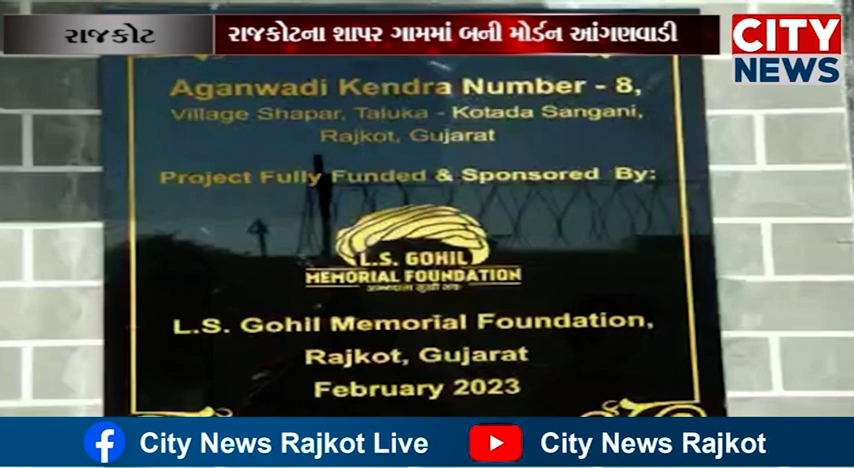 રાજકોટ
રાજકોટના શાપર ગામમાં બની મોર્ડન આંગણવાડી
CITY
NEWS
Aganwadi Kendra Number - 8,
Village Shapar, Taluka - Kotada Sangani,
Rajkot, Gujarat
Project Fully Funded & Sponsored By:
L.S. GOHIL
MEMORIAL FOUNDATION
L.S. Gohil Memorial Foundation,
Rajkot, Gujarat
February 2023
City News Rajkot Live
City News Rajkot